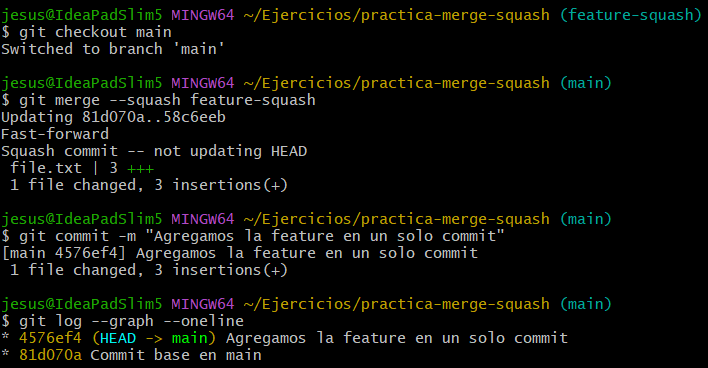 jesus@IdeaPadSlim5 MINGW64 ~/Ejercicios/practica-merge-squash (feature-squash)
$ git checkout main
Switched to branch 'main'
jesus@IdeaPadSlim5 MINGW64 ~/Ejercicios/practica-merge-squash (main)
$ git merge --squash feature-squash
Updating 81d070a..58c6eeb
Fast-forward
Squash commit -- not updating HEAD
 file.txt | 3 +++
 1 file changed, 3 insertions(+)
jesus@IdeaPadSlim5 MINGW64 ~/Ejercicios/practica-merge-squash (main)
$ git commit -m "Agregamos la feature en un solo commit"
[main 4576ef4] Agregamos la feature en un solo commit
 1 file changed, 3 insertions(+)
jesus@IdeaPadSlim5 MINGW64 ~/Ejercicios/practica-merge-squash (main)
$ git log --graph --oneline
* 4576ef4 (HEAD -> main) Agregamos la feature en un solo commit
* 81d070a Commit base en main